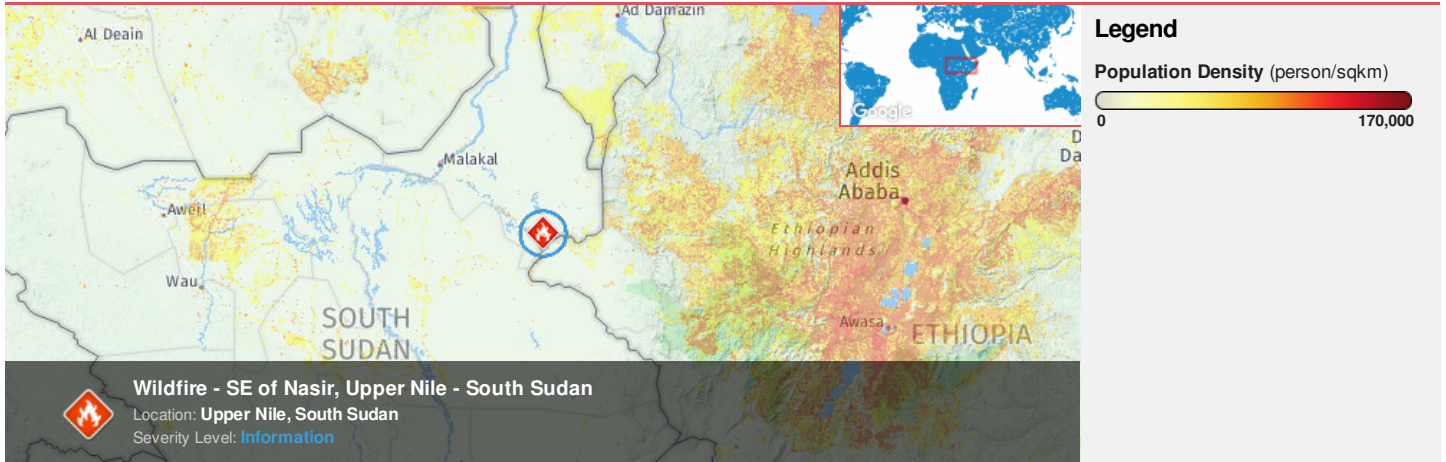 Al Deain
Ad Damazin
Google
Malakal
D
Da
Addis
Ababa
Aweil
Ethiopian
Highlands
Wau
SOUTH
SUDAN
Awasa
ETHIOPIA
Wildfire - SE of Nasir, Upper Nile - South Sudan
Location: Upper Nile, South Sudan
Severity Level: Information
Legend
Population Density (person/sqkm)
0 170,000